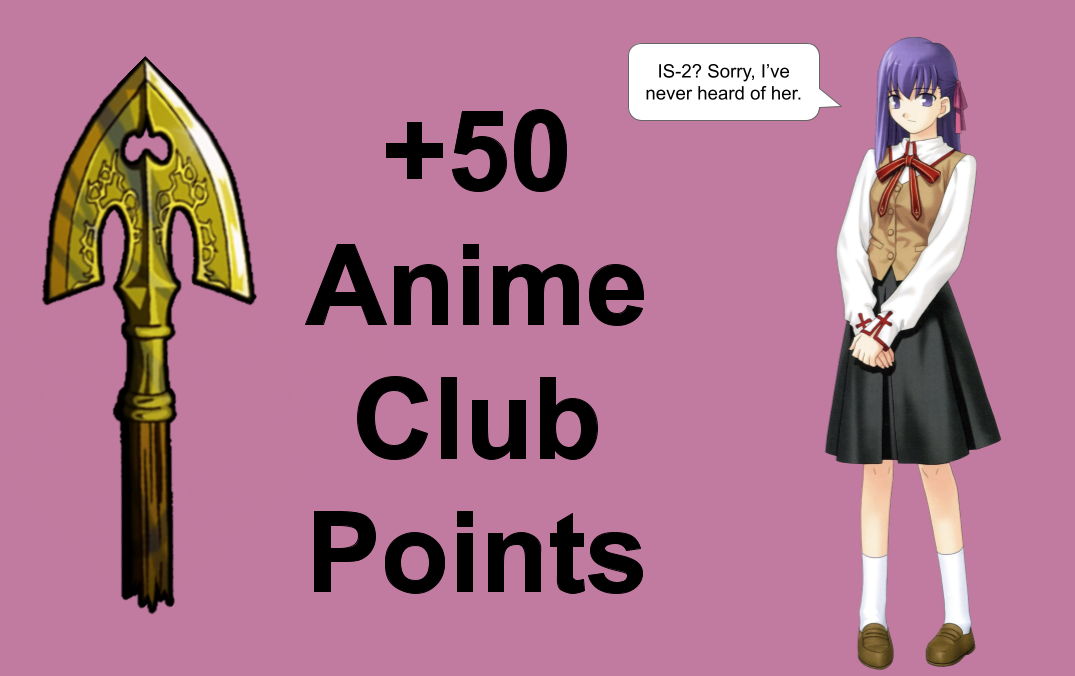 +50
Anime
Club
Points
IS-2? Sorry, I’ve
never heard of her.